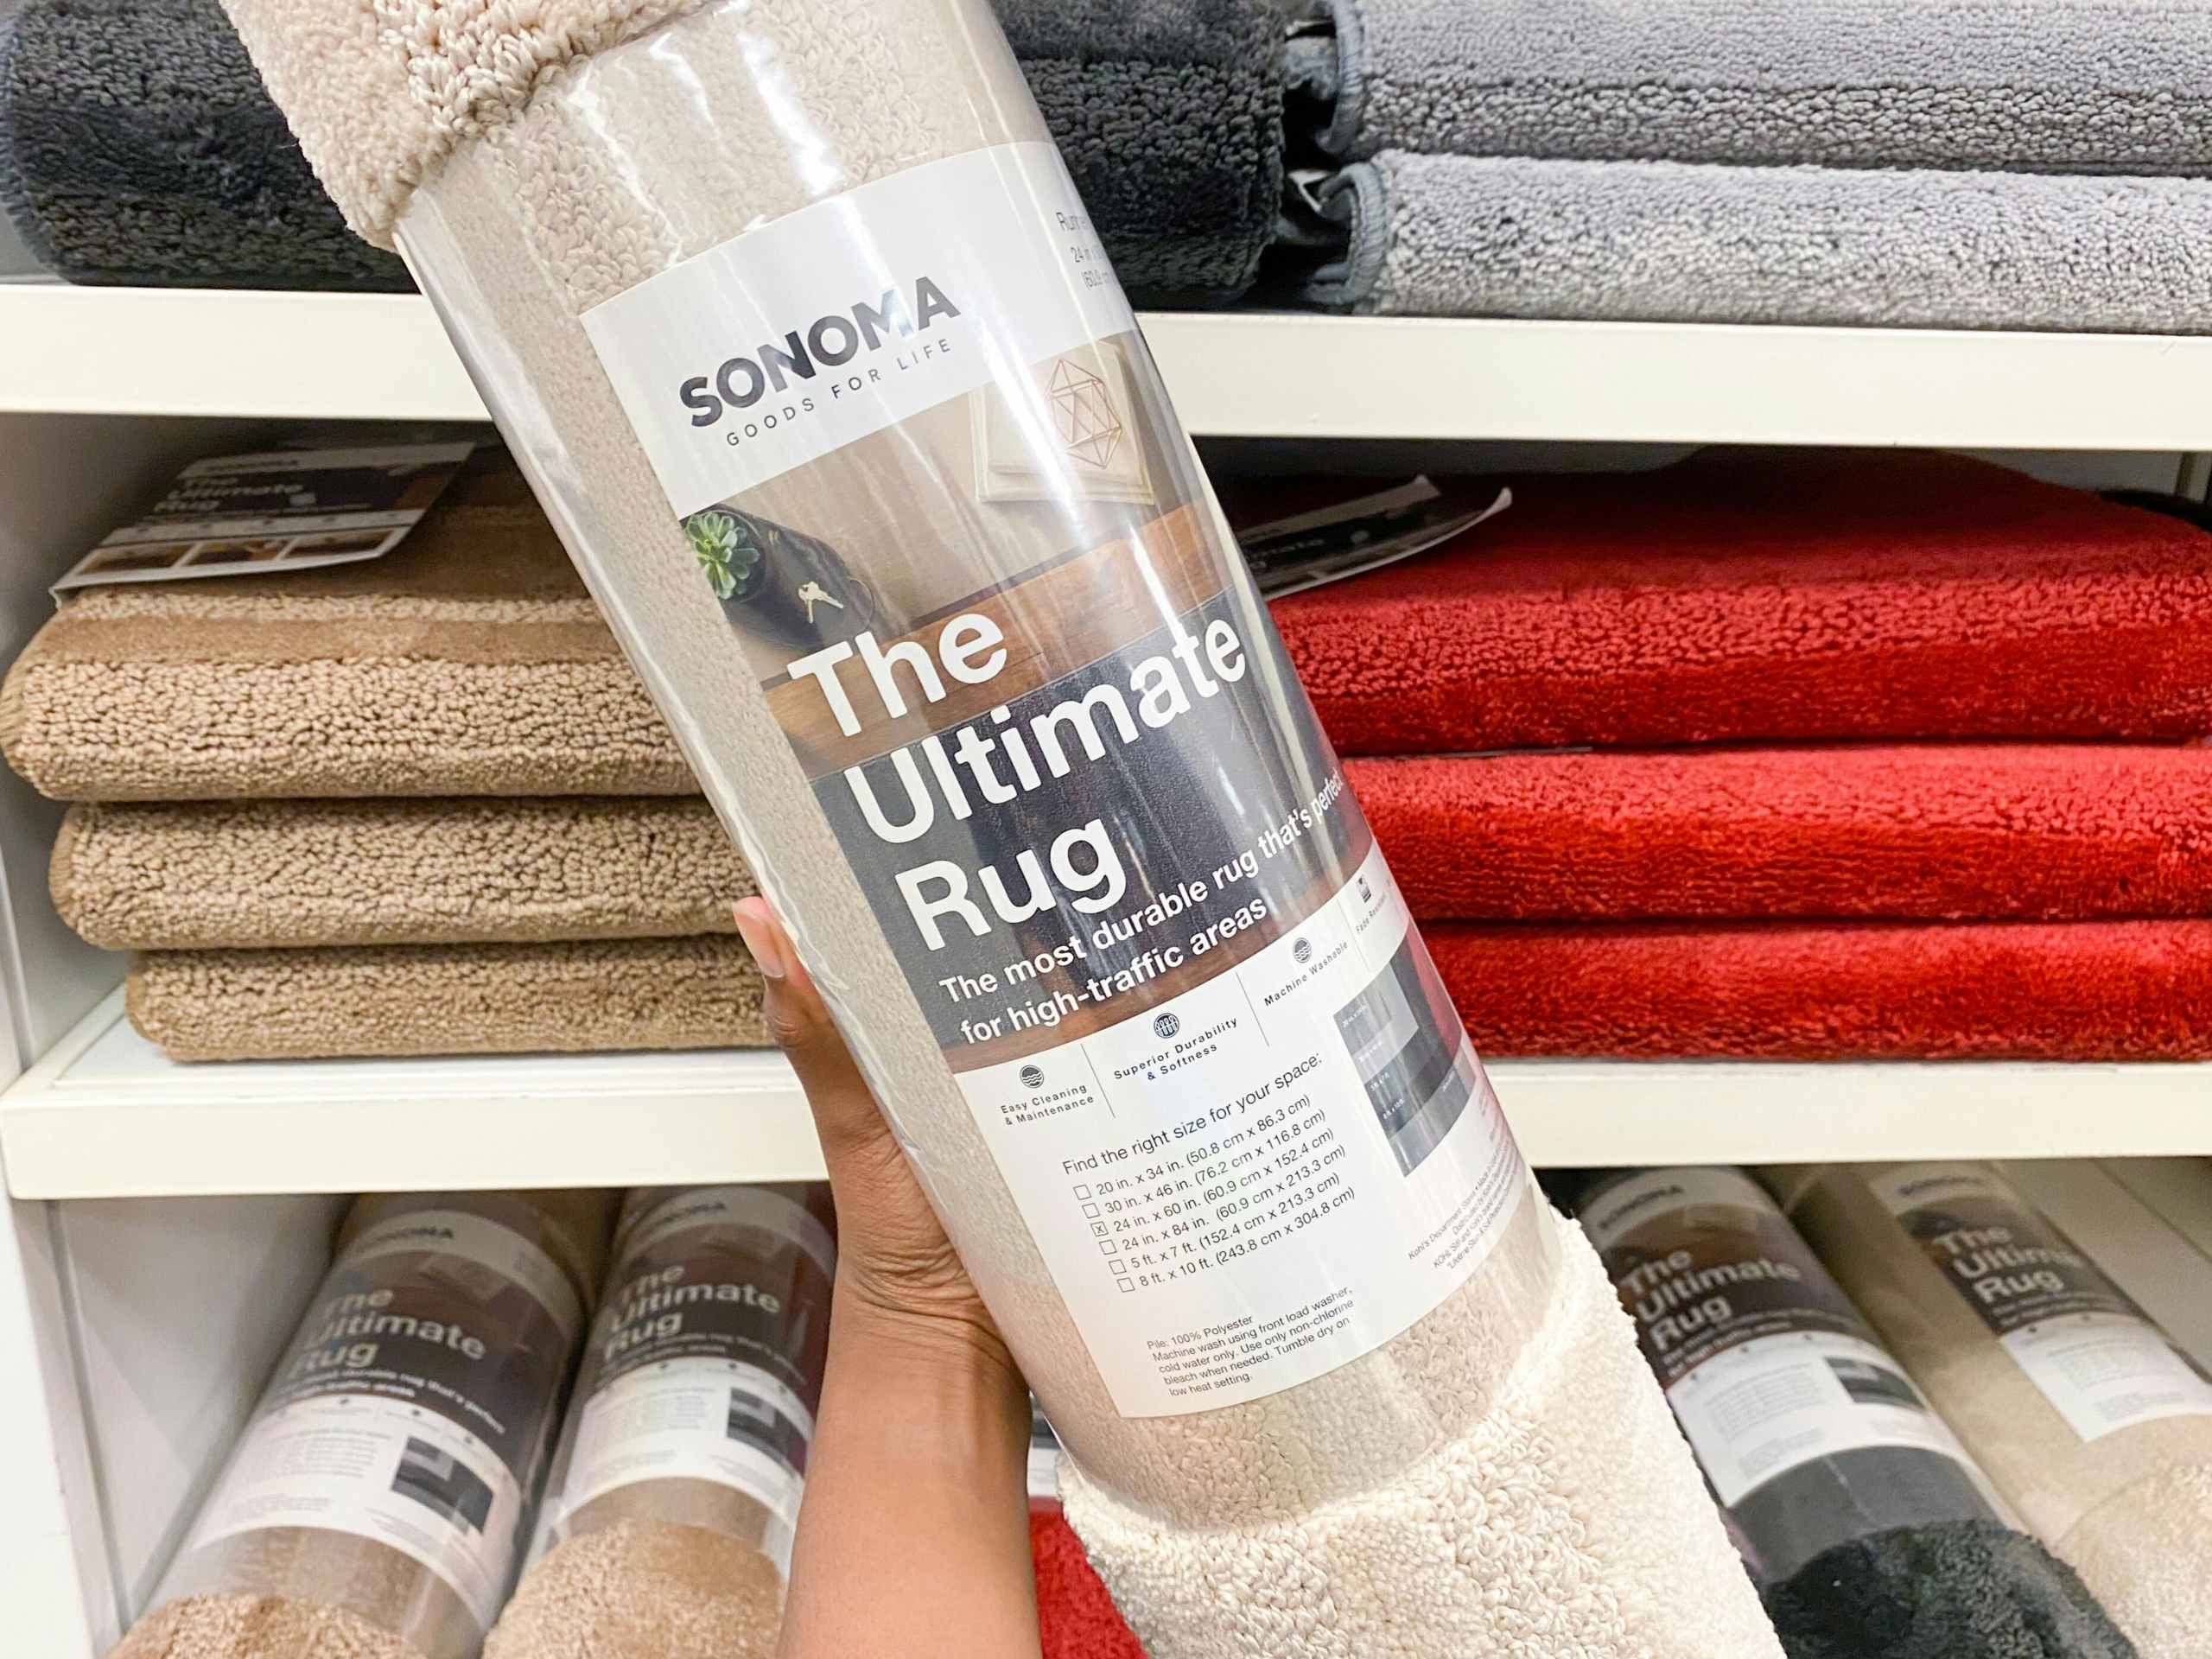 SONOMA
GOODS FOR LIFE
The
Ultimate
Rug
The most durable rug that's perfect
for high-traffic areas
Easy Cleaning
& Maintenance
Superior Durability
& Softness
Machine Washable
Find the right size for your space:
20 in. x 34 in. (50.8 cm x 86.3 cm)
30 in. x 46 in. (76.2 cm x 116.8 cm)
24 in. x 60 in. (60.9 cm x 152.4 cm)
24 in. x 84 in. (60.9 cm x 213.3 cm)
5 ft. x 7 ft. (152.4 cm x 213.3 cm)
8 ft. x 10 ft. (243.8 cm x 304.8 cm)
Pile: 100% Polyester
Machine wash using front load washer,
cold water only. Use only non-chlorine
bleach when needed. Tumble dry on
low heat setting.
Kohl's Department Stores
The
Ultimate
Rug
SONOMA
The
Ultimate
Rug
SONOMA
The
Ultimate
Rug
SONOMA
The
Ultimate
Rug
The
Ultimate
Rug